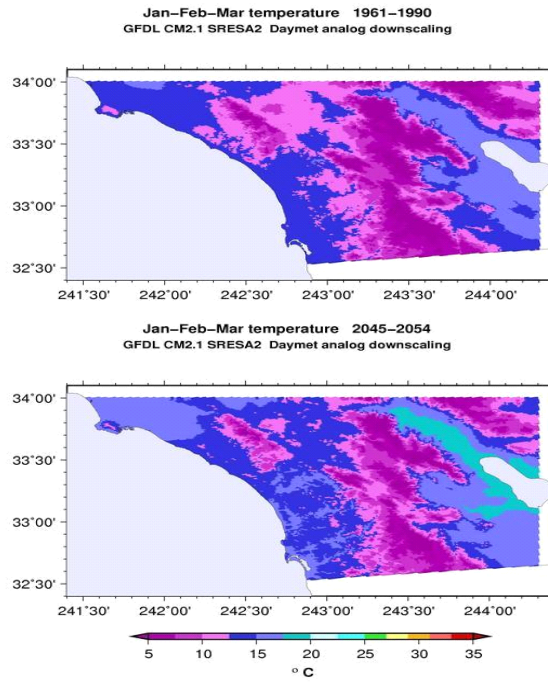 Jan-Feb-Mar temperature 1961-1990
GFDL CM2.1 SRESA2 Daymet analog downscaling
34°00'
33°30'
33°00'
32°30'
241°30' 242°00' 242°30' 243°00' 243°30' 244°00'
Jan-Feb-Mar temperature 2045-2054
GFDL CM2.1 SRESA2 Daymet analog downscaling
34°00'
33°30'
33°00'
32°30'
241°30' 242°00' 242°30' 243°00' 243°30' 244°00'
5 10 15 20 25 30 35
° C